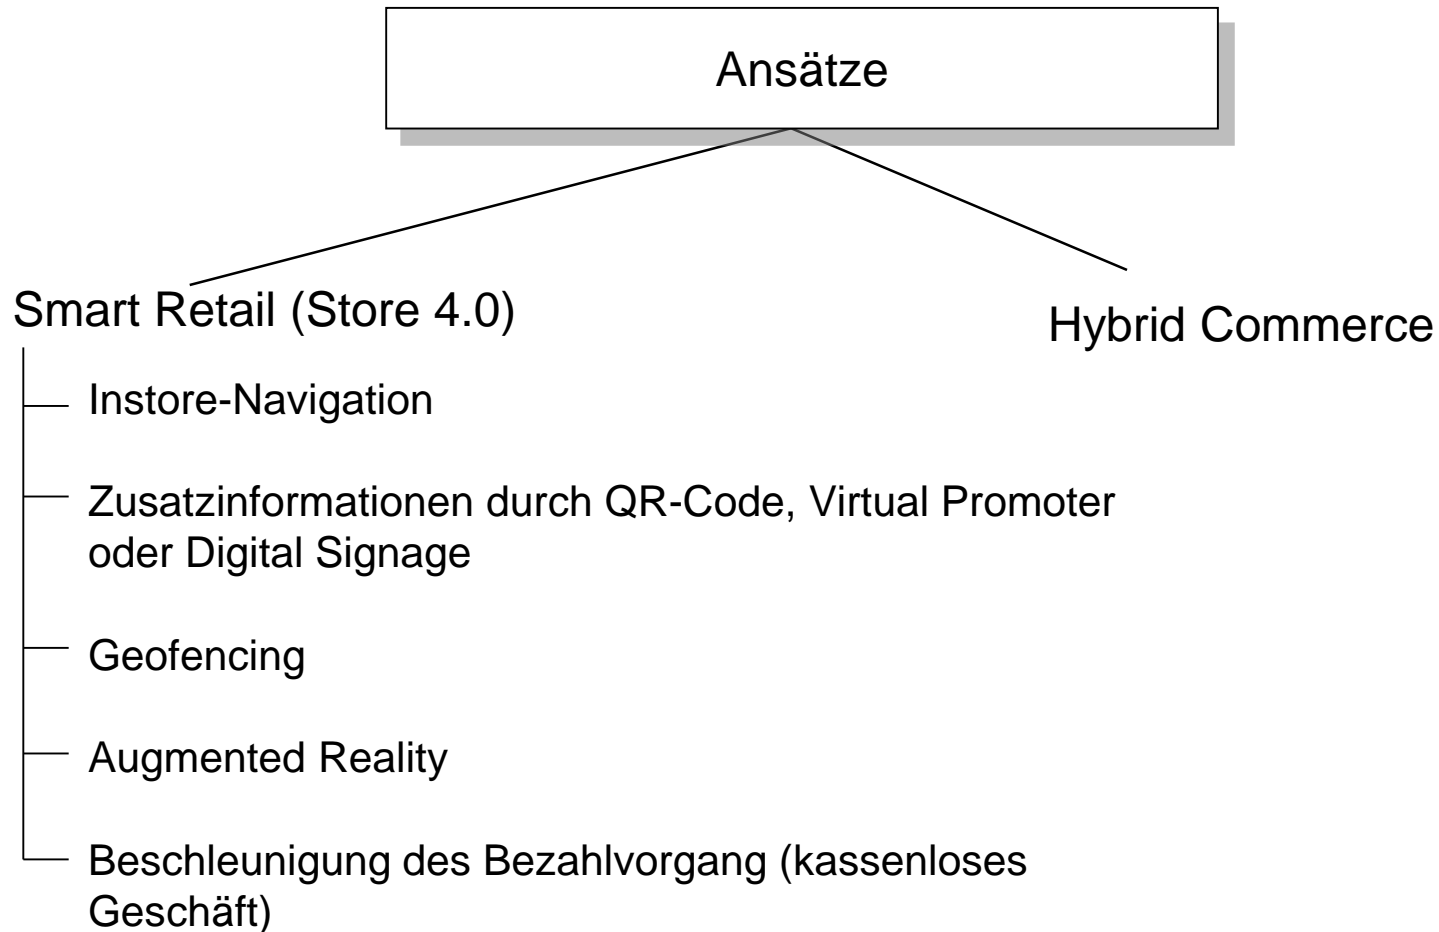 Ansätze
Smart Retail (Store 4.0)
Hybrid Commerce
Instore-Navigation
Zusatzinformationen durch QR-Code, Virtual Promoter
oder Digital Signage
Geofencing
Augmented Reality
Beschleunigung des Bezahlvorgang (kassenloses
Geschäft)